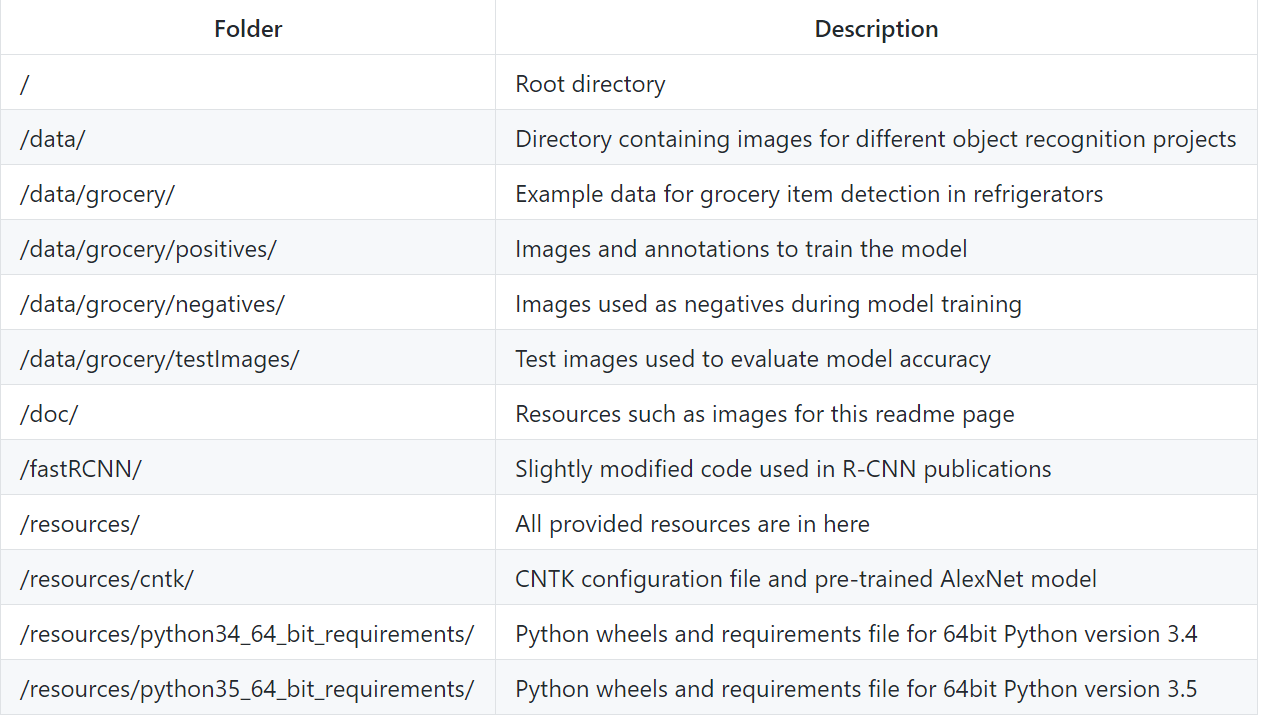 Folder Description
/ Root directory
/data/ Directory containing images for different object recognition projects
/data/grocery/ Example data for grocery item detection in refrigerators
/data/grocery/positives/ Images and annotations to train the model
/data/grocery/negatives/ Images used as negatives during model training
/data/grocery/testImages/ Test images used to evaluate model accuracy
/doc/ Resources such as images for this readme page
/fastRCNN/ Slightly modified code used in R-CNN publications
/resources/ All provided resources are in here
/resources/cntk/ CNTK configuration file and pre-trained AlexNet model
/resources/python34_64_bit_requirements/ Python wheels and requirements file for 64bit Python version 3.4
/resources/python35_64_bit_requirements/ Python wheels and requirements file for 64bit Python version 3.5